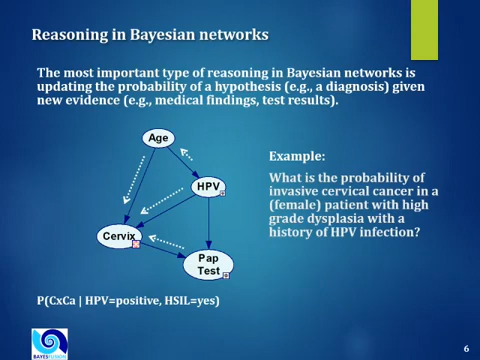 Reasoning in Bayesian networks
The most important type of reasoning in Bayesian networks is
updating the probability of a hypothesis (e.g., a diagnosis) given
new evidence (e.g., medical findings, test results).
Age
HPV
Cervix
Pap
Test
Example:
What is the probability of
invasive cervical cancer in a
(female) patient with high
grade dysplasia with a
history of HPV infection?
P(CxCa | HPV=positive, HSIL=yes)
BAYESFUSION
6